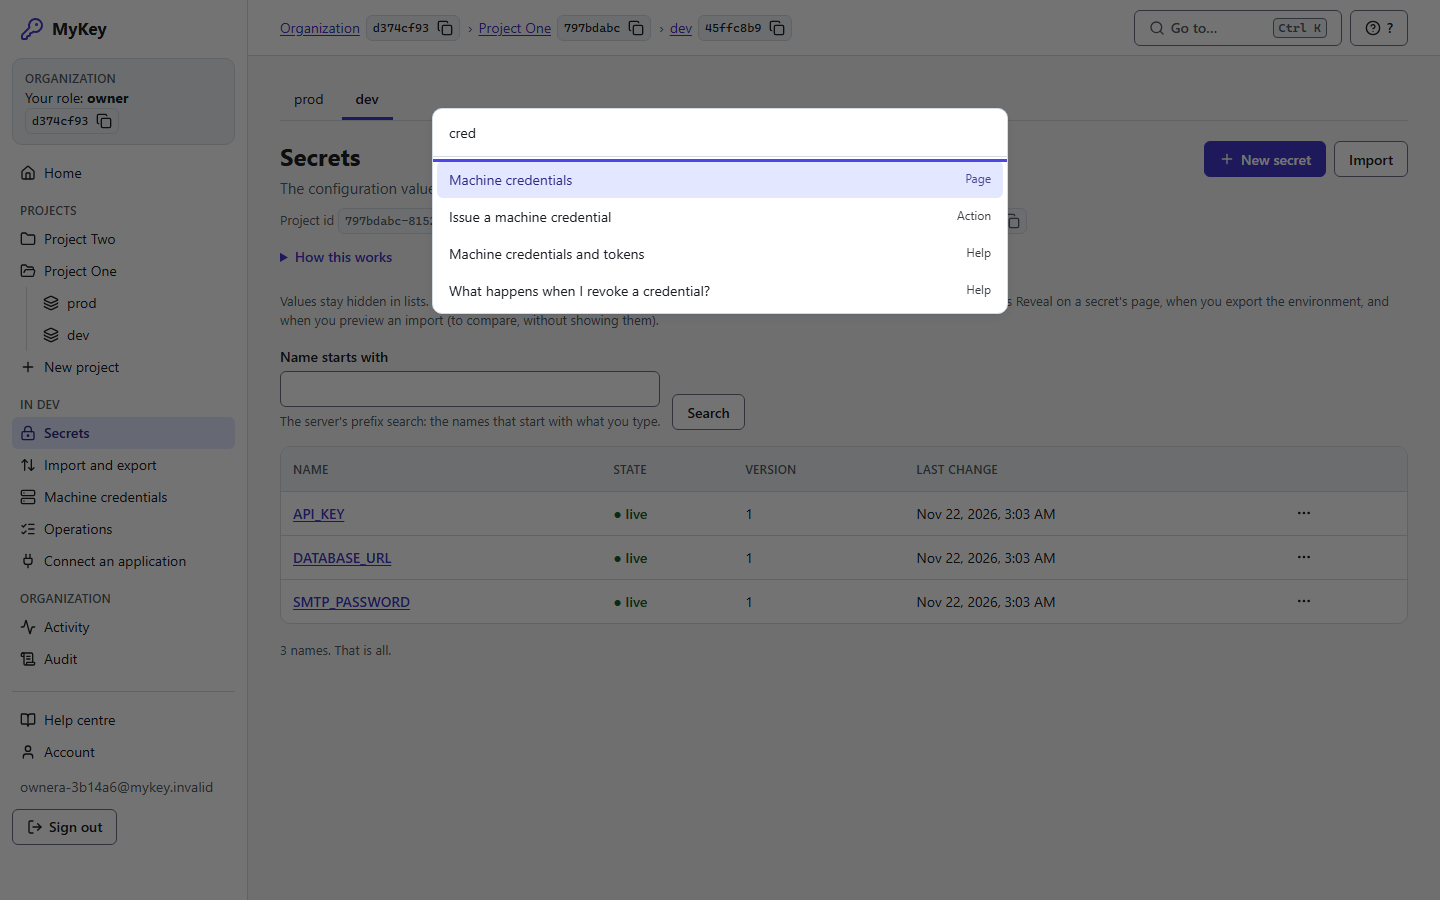 MyKey
ORGANIZATION
Your role: owner
d374cf93
Home
PROJECTS
Project Two
Project One
prod
dev
New project
IN DEV
Secrets
Import and export
Machine credentials
Operations
Connect an application
ORGANIZATION
Activity
Audit
Help centre
Account
ownera-3b14a6@mykey.invalid
Sign out
Organization d374cf93 › Project One 797bdabc › dev 45ffc8b9
Go to... Ctrl K
?
prod dev
cred
Machine credentials Page
Issue a machine credential Action
Machine credentials and tokens Help
What happens when I revoke a credential? Help
Secrets
New secret
Import
The configuration
Project id 797bdabc-815
How this works
Values stay hidden in lists. Reveal on a secret's page, when you export the environment, and
when you preview an import (to compare, without showing them).
Name starts with
The server's prefix search: the names that start with what you type.
Search
NAME STATE VERSION LAST CHANGE
API_KEY ● live 1 Nov 22, 2026, 3:03 AM ...
DATABASE_URL ● live 1 Nov 22, 2026, 3:03 AM ...
SMTP_PASSWORD ● live 1 Nov 22, 2026, 3:03 AM ...
3 names. That is all.